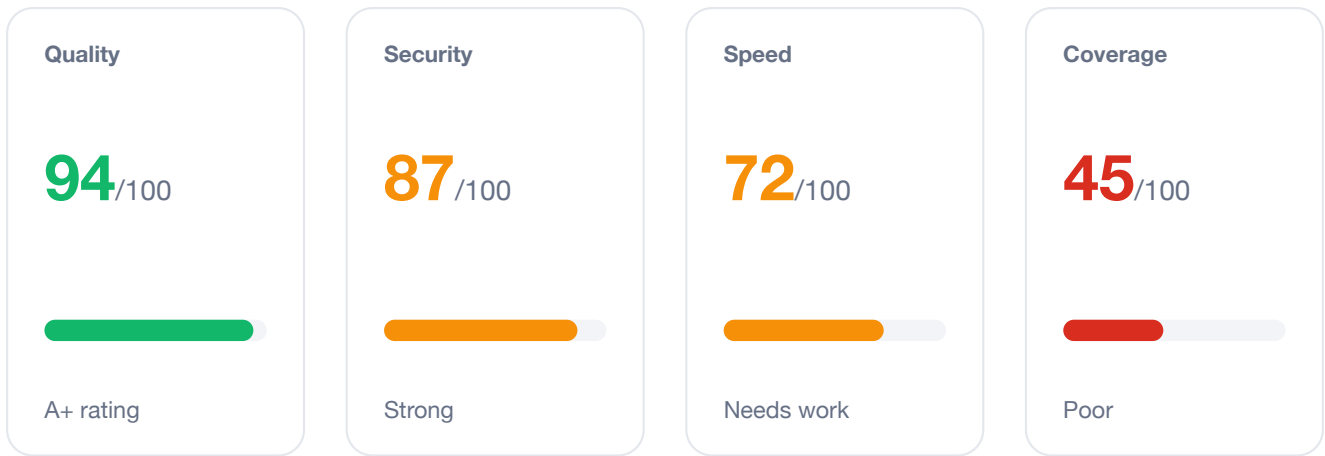 Quality
94/100
A+ rating
Security
87/100
Strong
Speed
72/100
Needs work
Coverage
45/100
Poor